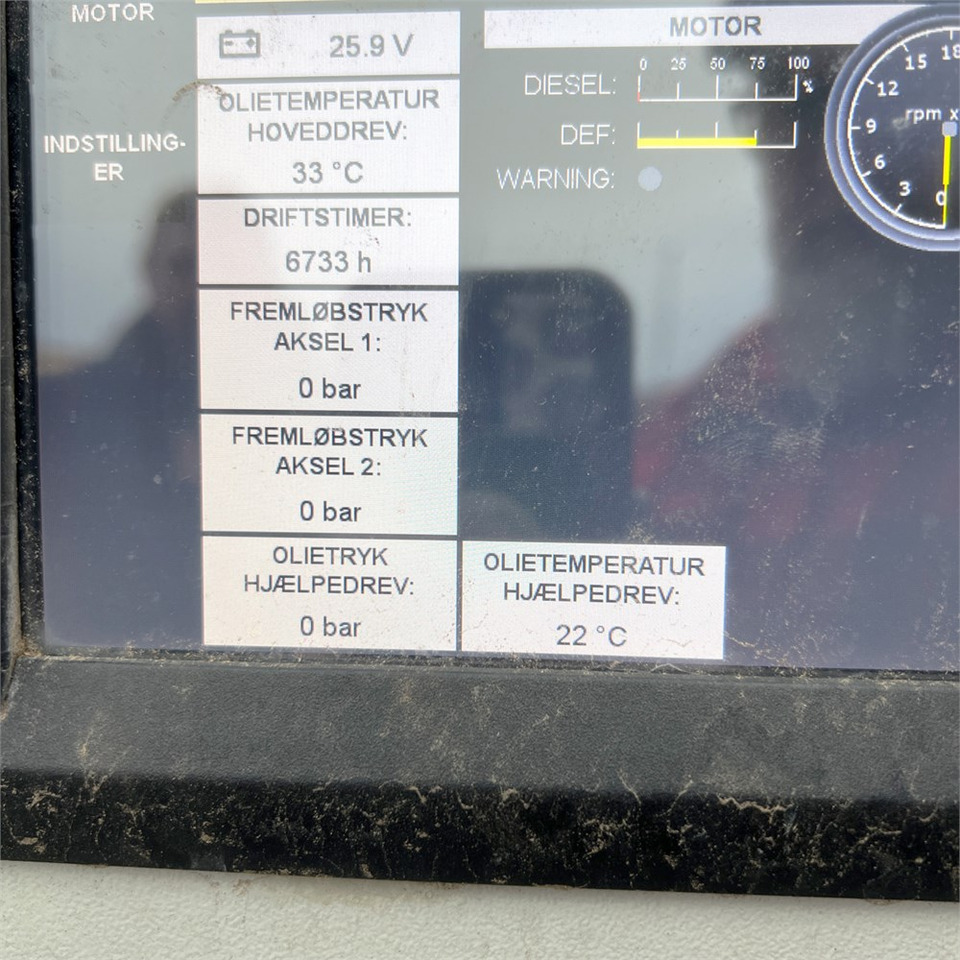 MOTOR
INDSTILLING-
ER
25.9 V
OLIETEMPERATUR
HOVEDDREV:
33 °C
DRIFTSTIMER:
6733 h
FREMLØBSTRYK
AKSEL 1:
0 bar
FREMLØBSTRYK
AKSEL 2:
0 bar
OLIETRYK
HJÆLPEDREV:
0 bar
OLIETEMPERATUR
HJÆLPEDREV:
22 °C
MOTOR
0 25 50 75 100
DIESEL: %
DEF:
WARNING:
18
15
12
rpm x
9
6
3
0